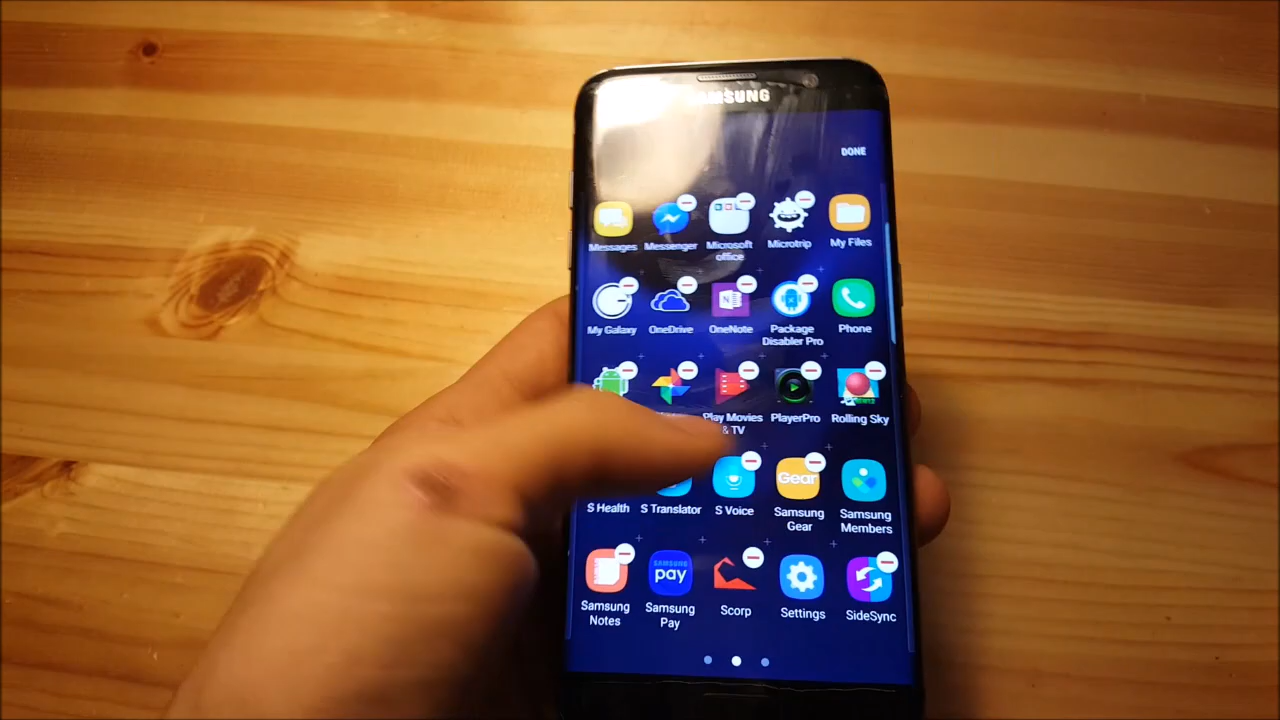 SAMSUNG
DONE
Messages Messenger Microsoft office Microtrip My Files
My Galaxy OneDrive OneNote Package Disabler Pro Phone
Play Movies & TV PlayerPro Rolling Sky
S Health S Translator S Voice Gear Samsung Gear Samsung Members
Samsung Notes SAMSUNG pay Samsung Pay Scorp Settings SideSync